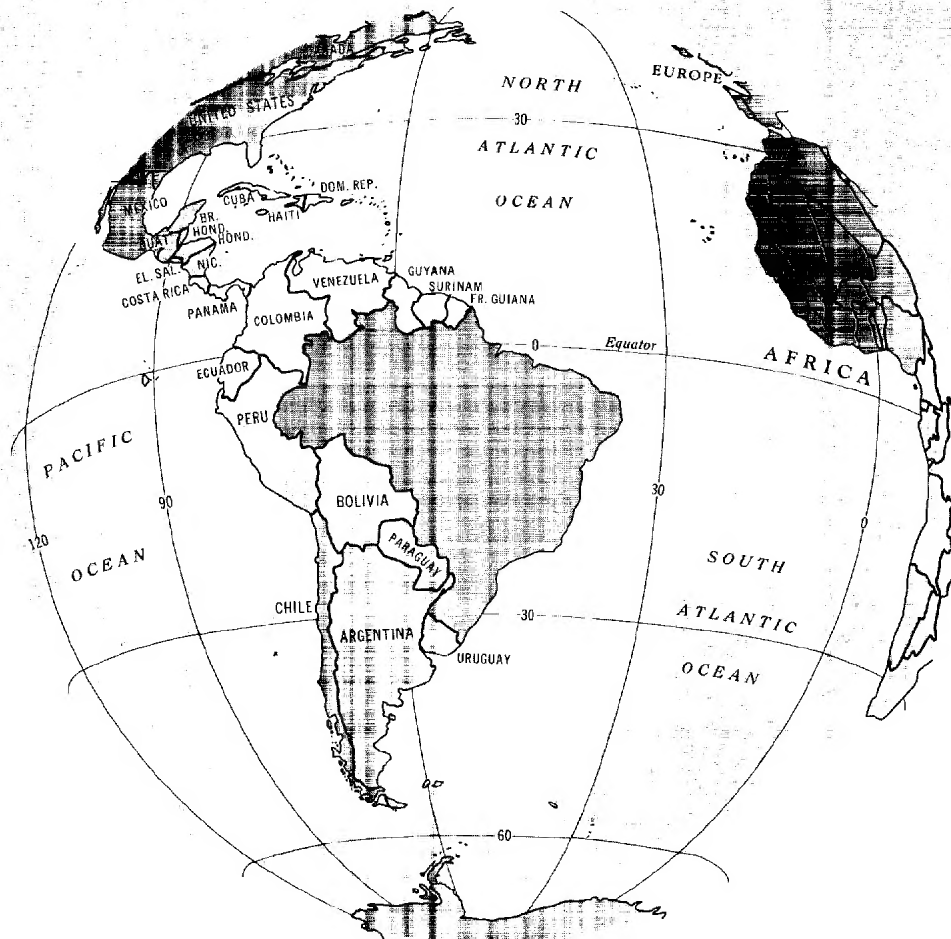 CANADA
UNITED STATES
NORTH
EUROPE
30
ATLANTIC
OCEAN
MEXICO
CUBA
DOM. REP.
HAITI
BR.
HOND.
GUAT.
HOND.
EL. SAL.
NIC.
COSTA RICA
PANAMA
VENEZUELA
GUYANA
SURINAM
FR. GUIANA
COLOMBIA
0
Equator
AFRICA
ECUADOR
PERU
PACIFIC
OCEAN
120
90
BOLIVIA
30
0
PARAGUAY
SOUTH
ATLANTIC
OCEAN
CHILE
30
ARGENTINA
URUGUAY
60